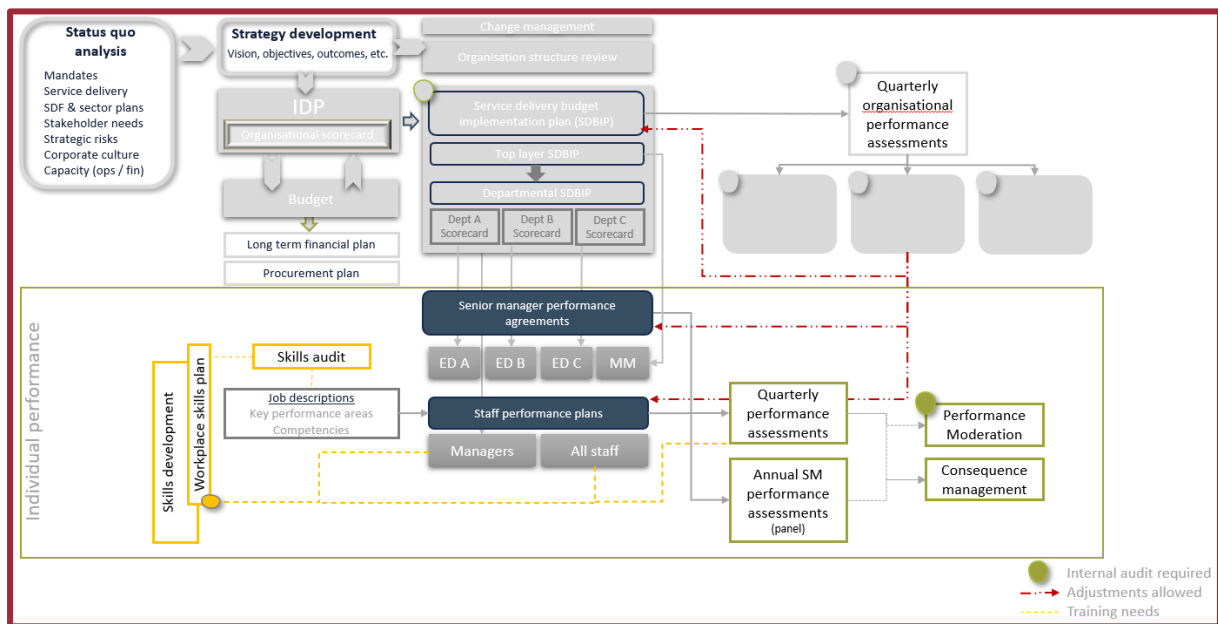 Status quo
analysis
Mandates
Service delivery
SDF & sector plans
Stakeholder needs
Strategic risks
Corporate culture
Capacity (ops / fin)
Strategy development
Vision, objectives, outcomes, etc.
Change management
Organisation structure review
IDP
Organisational scorecard
Budget
Long term financial plan
Procurement plan
Service delivery budget
implementation plan (SDBIP)
Top layer SDBIP
Departmental SDBIP
Dept A
Scorecard
Dept B
Scorecard
Dept C
Scorecard
Quarterly
organisational
performance
assessments
Individual performance
Senior manager performance
agreements
ED A
ED B
ED C
MM
Skills development
Workplace skills plan
Skills audit
Job descriptions
Key performance areas
Competencies
Staff performance plans
Managers
All staff
Quarterly
performance
assessments
Annual SM
performance
assessments
(panel)
Performance
Moderation
Consequence
management
Internal audit required
Adjustments allowed
Training needs